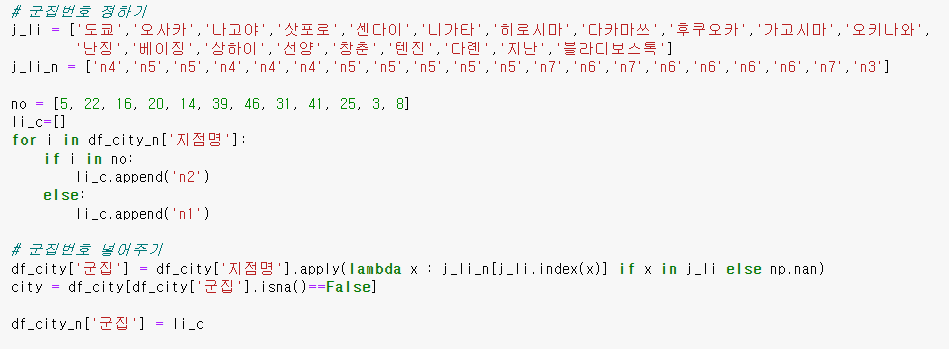 # 군집번호 정하기
j_li = ['도쿄','오사카','나고야','삿포로','센다이','니가타','히로시마','다카마쓰','후쿠오카','가고시마','오키나와',
'난징','베이징','상하이','선양','창춘','텐진','다롄','지난','블라디보스톡']
j_li_n = ['n4','n5','n5','n4','n4','n4','n5','n5','n5','n5','n5','n7','n6','n7','n6','n6','n6','n6','n7','n3']
no = [5, 22, 16, 20, 14, 39, 46, 31, 41, 25, 3, 8]
li_c=[]
for i in df_city_n['지점명']:
if i in no:
li_c.append('n2')
else:
li_c.append('n1')
# 군집번호 넣어주기
df_city['군집'] = df_city['지점명'].apply(lambda x : j_li_n[j_li.index(x)] if x in j_li else np.nan)
city = df_city[df_city['군집'].isna()==False]
df_city_n['군집'] = li_c